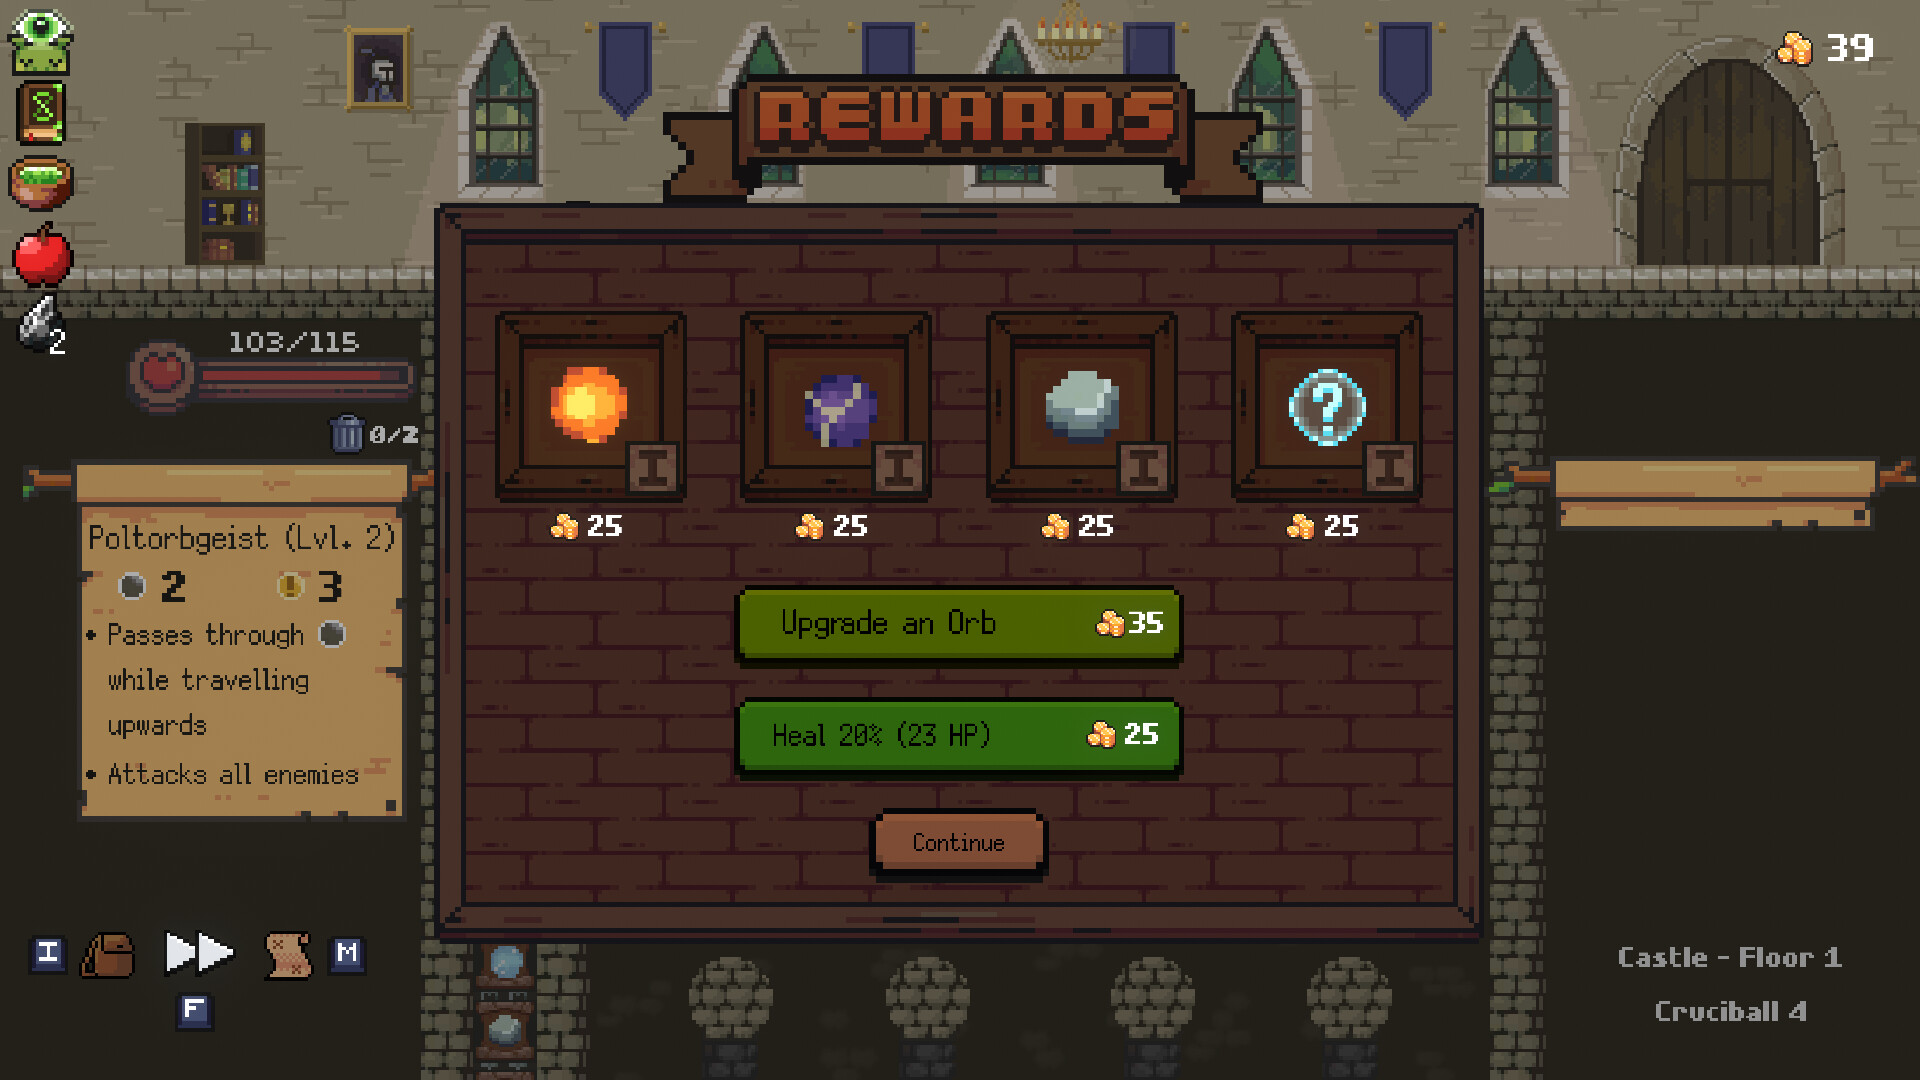 39
REWARDS
2
103/115
0/2
Poltorbgeist (Lvl. 2)
2 3
• Passes through
while travelling
upwards
• Attacks all enemies
I I I ? I
25 25 25 25
Upgrade an Orb 35
Heal 20% (23 HP) 25
Continue
I M
F
Castle - Floor 1
Cruciball 4